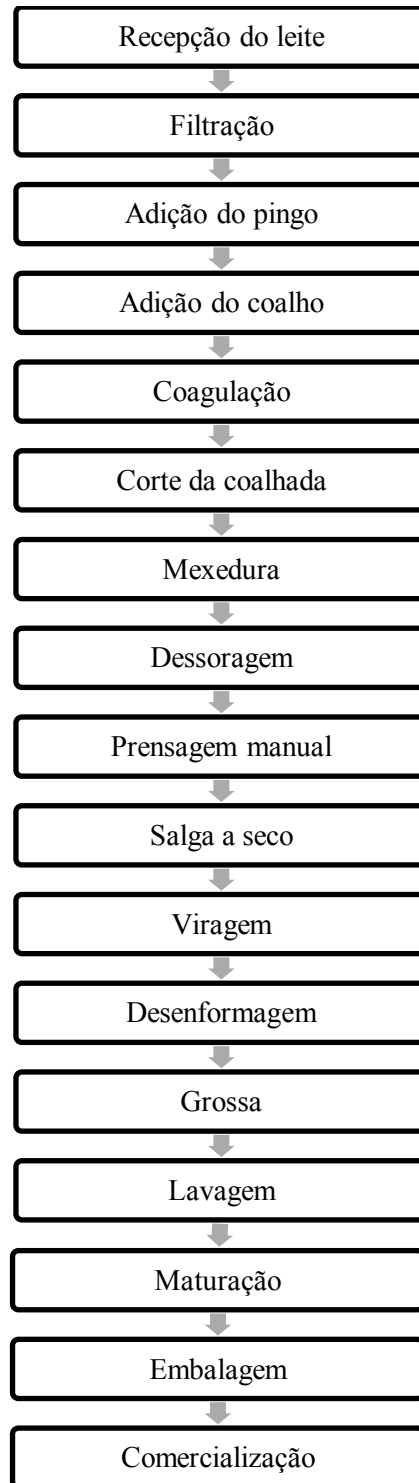 Recepção do leite
Filtração
Adição do pingo
Adição do coalho
Coagulação
Corte da coalhada
Mexedura
Dessoragem
Prensagem manual
Salga a seco
Viragem
Desenformagem
Grossa
Lavagem
Maturação
Embalagem
Comercialização